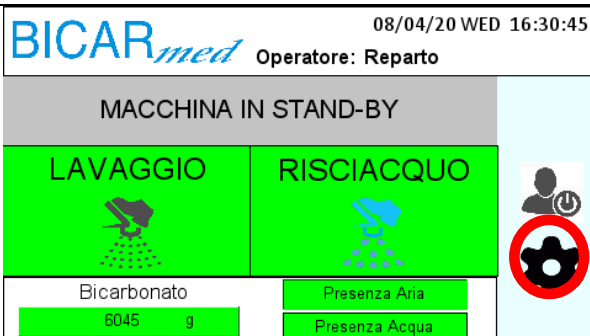 08/04/20 WED 16:30:45
BICARmed
Operatore: Reparto
MACCHINA IN STAND-BY
LAVAGGIO
RISCIACQUO
Bicarbonato
Presenza Aria
6045 g
Presenza Acqua